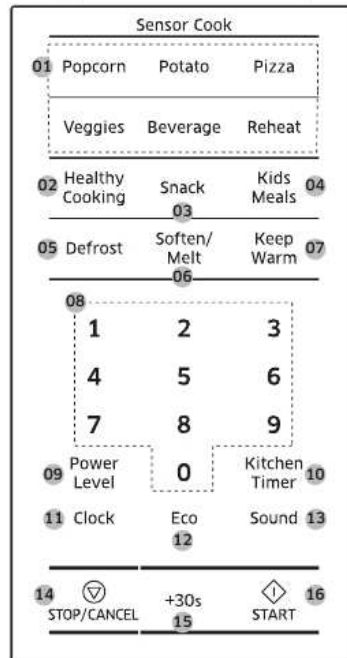 Sensor Cook
01 Popcorn Potato Pizza
Veggies Beverage Reheat
02 Healthy Cooking Snack Kids Meals 04
03
05 Defrost Soften/ Melt Keep Warm 07
06
08
1 2 3
4 5 6
7 8 9
09 Power Level 0 Kitchen Timer 10
11 Clock Eco Sound 13
12
14 STOP/CANCEL +30s START 16
15